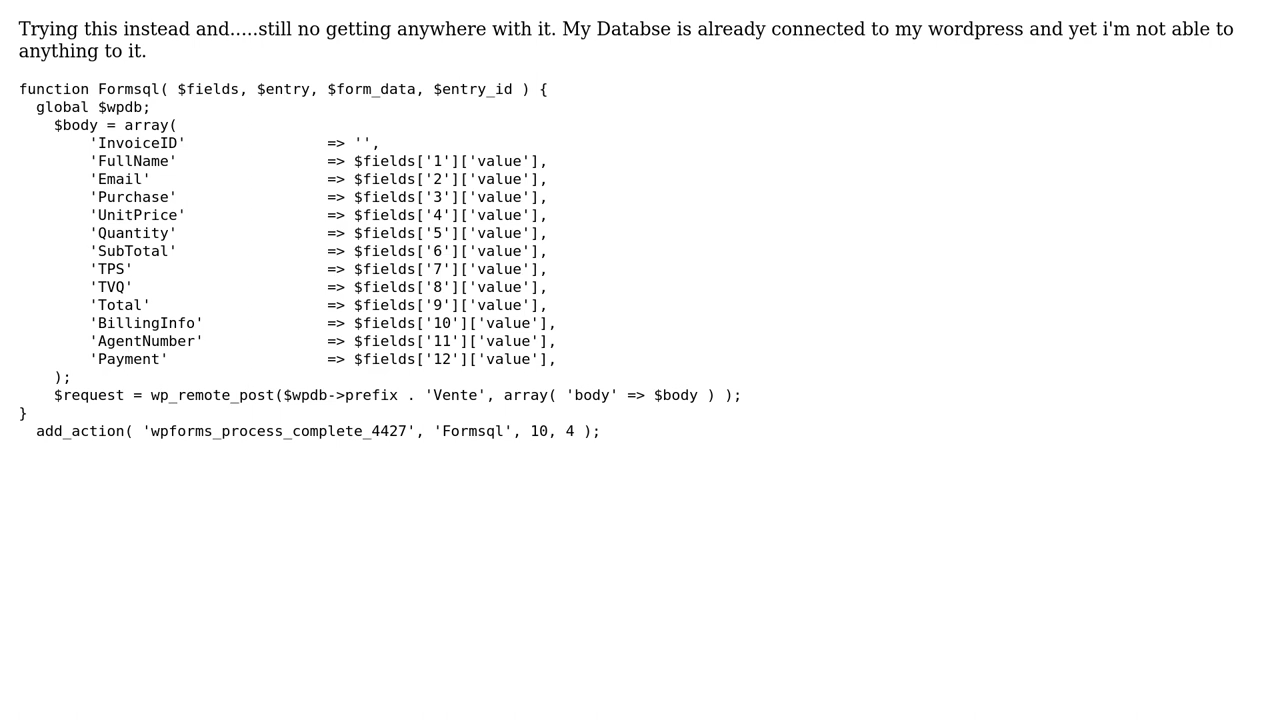 Trying this instead and.....still no getting anywhere with it. My Databse is already connected to my wordpress and yet i'm not able to
anything to it.
function Formsql( $fields, $entry, $form_data, $entry_id ) {
  global $wpdb;
    $body = array(
        'InvoiceID'                => '',
        'FullName'                 => $fields['1']['value'],
        'Email'                    => $fields['2']['value'],
        'Purchase'                 => $fields['3']['value'],
        'UnitPrice'                => $fields['4']['value'],
        'Quantity'                 => $fields['5']['value'],
        'SubTotal'                 => $fields['6']['value'],
        'TPS'                      => $fields['7']['value'],
        'TVQ'                      => $fields['8']['value'],
        'Total'                    => $fields['9']['value'],
        'BillingInfo'              => $fields['10']['value'],
        'AgentNumber'              => $fields['11']['value'],
        'Payment'                  => $fields['12']['value'],
    );
    $request = wp_remote_post($wpdb->prefix . 'Vente', array( 'body' => $body ) );
}
  add_action( 'wpforms_process_complete_4427', 'Formsql', 10, 4 );